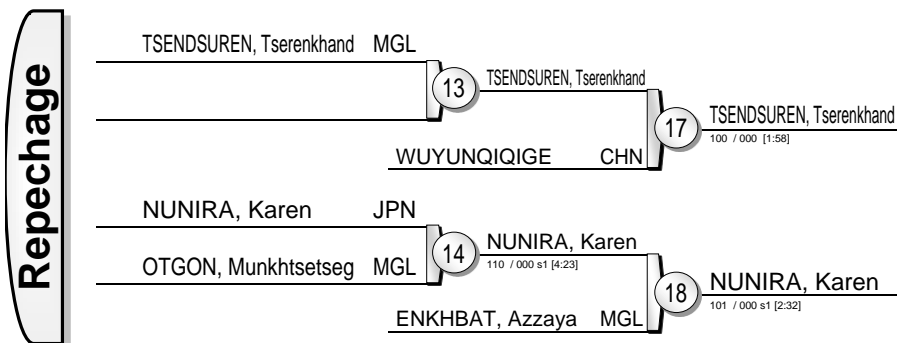 Repechage
TSENDSUREN, Tserenkhand MGL
13
TSENDSUREN, Tserenkhand
17
TSENDSUREN, Tserenkhand
100 / 000 [1:58]
WUYUNQIQIGE CHN
NUNIRA, Karen JPN
14
NUNIRA, Karen
110 / 000 s1 [4:23]
OTGON, Munkhtsetseg MGL
18
NUNIRA, Karen
101 / 000 s1 [2:32]
ENKHBAT, Azzaya MGL